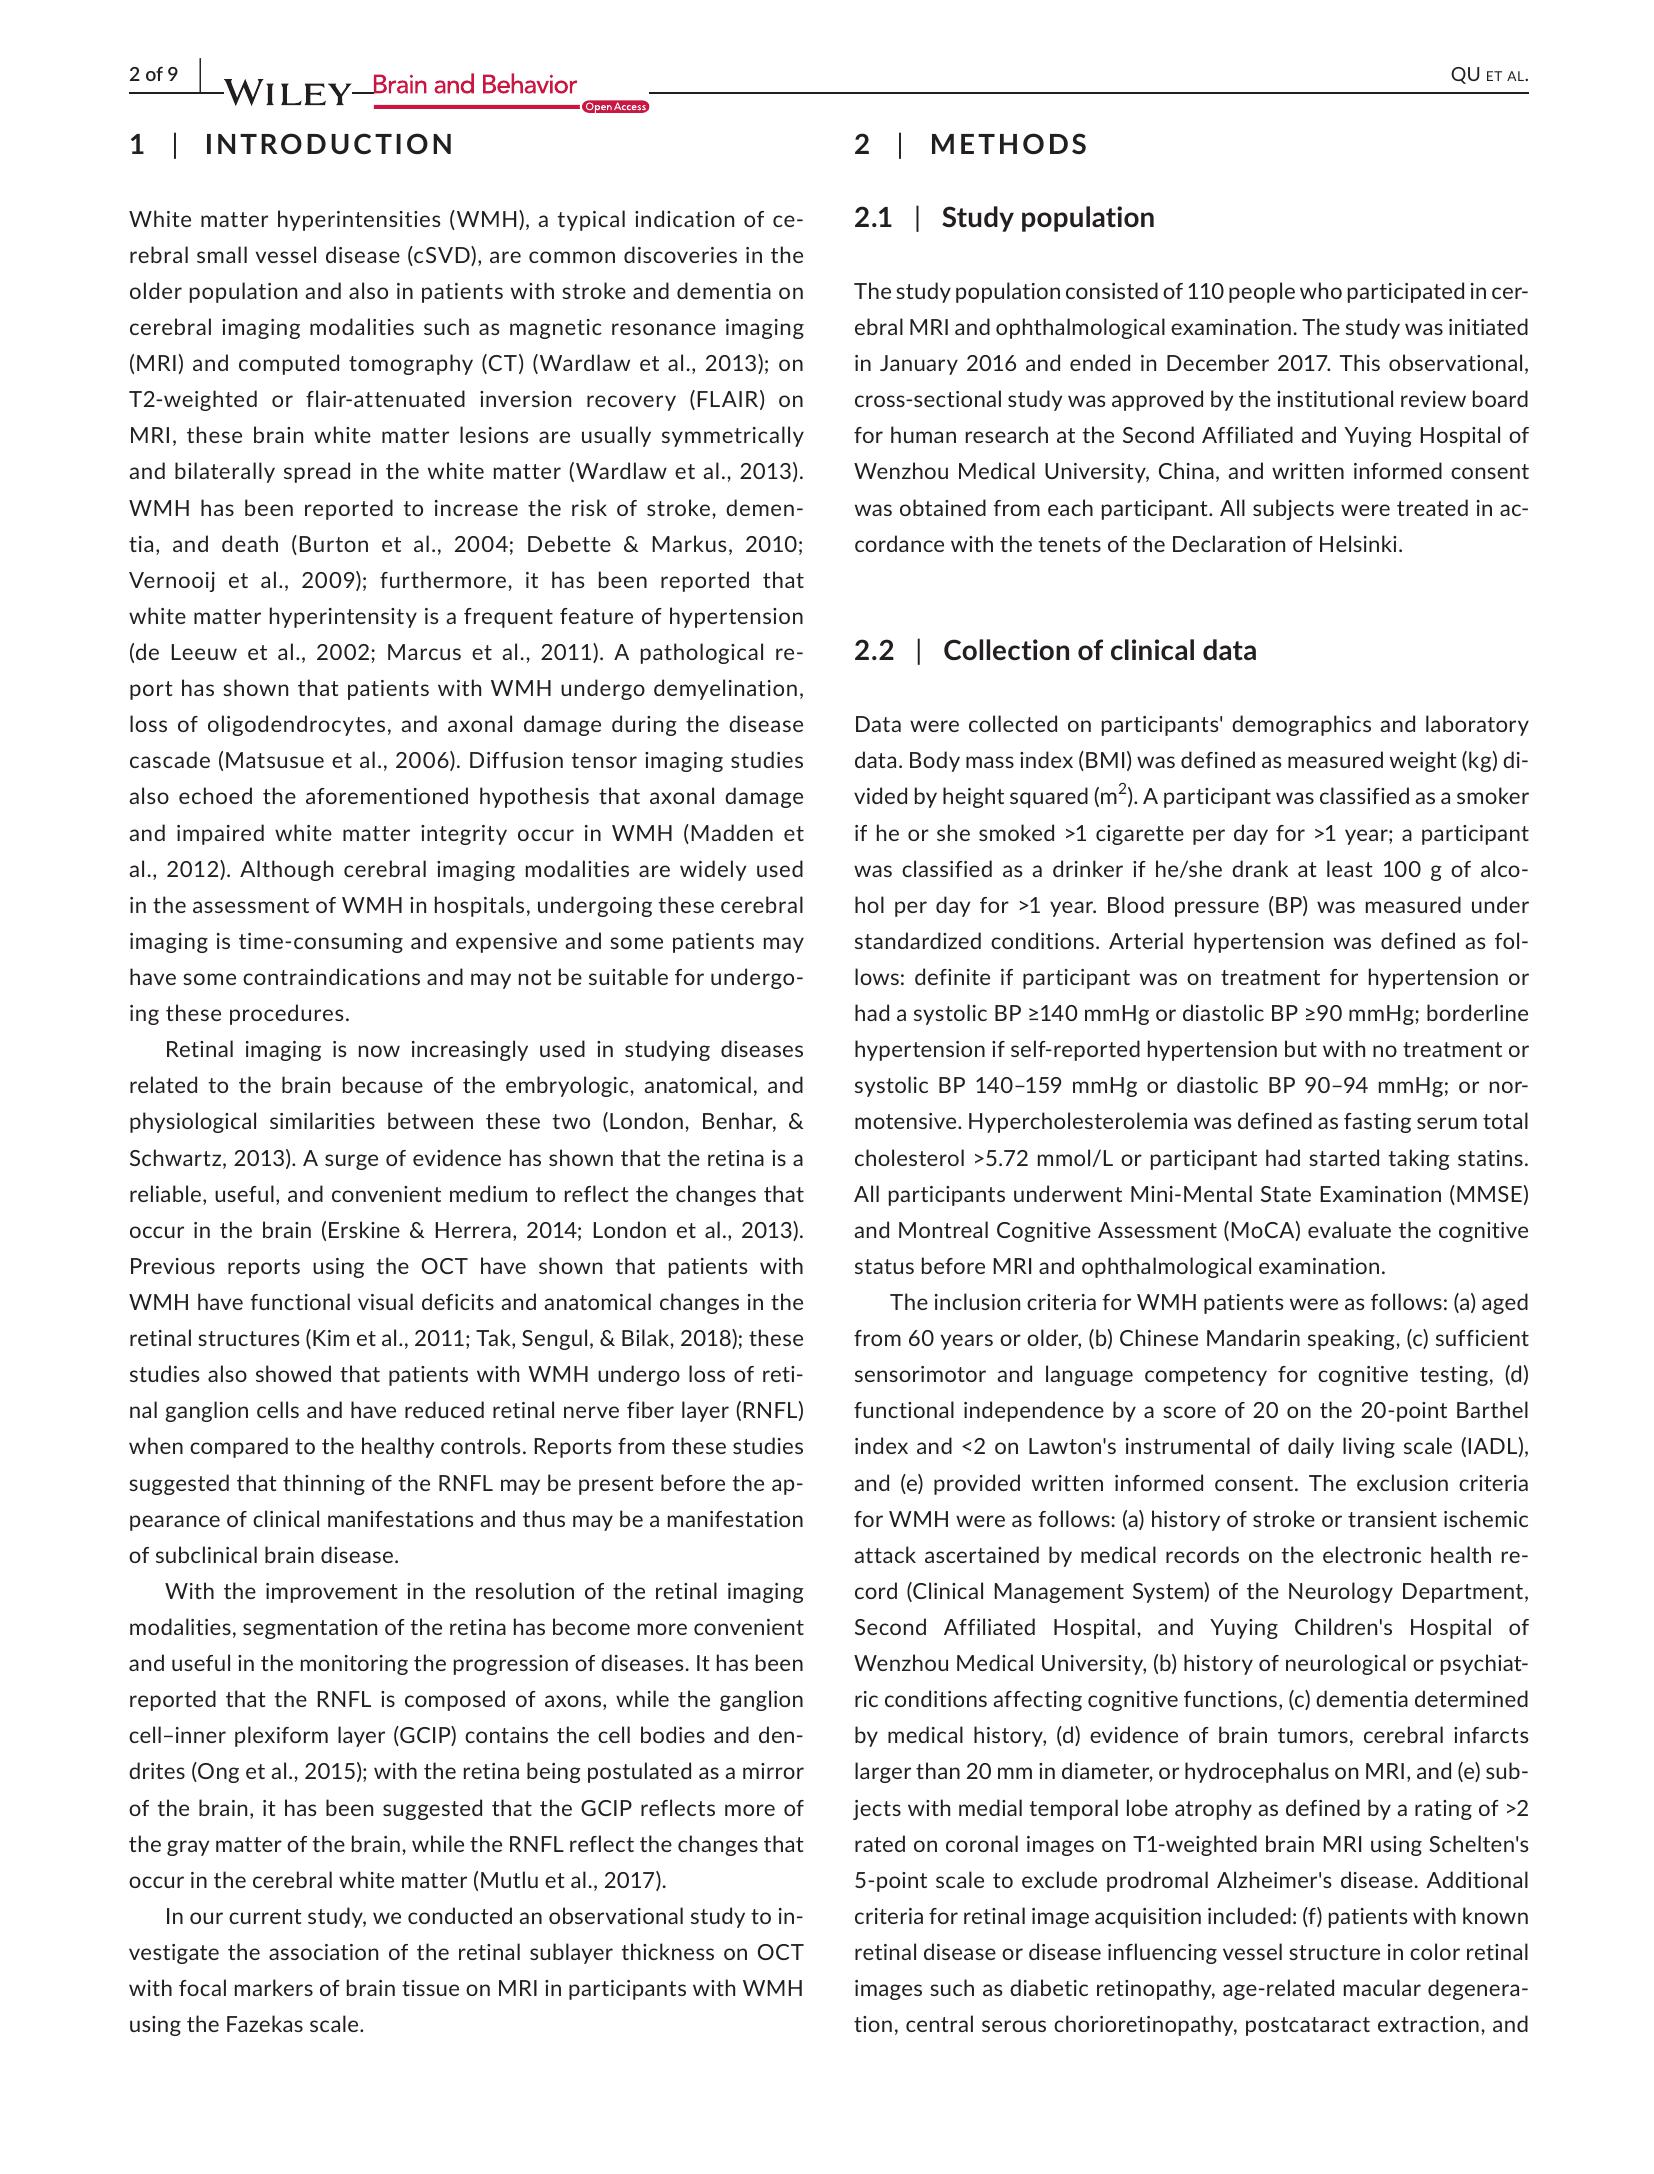 2 of 9
WILEY
Brain and Behavior
Open Access
QU ET AL.
1 | INTRODUCTION
White matter hyperintensities (WMH), a typical indication of ce-
rebral small vessel disease (cSVD), are common discoveries in the
older population and also in patients with stroke and dementia on
cerebral imaging modalities such as magnetic resonance imaging
(MRI) and computed tomography (CT) (Wardlaw et al., 2013); on
T2-weighted or flair-attenuated inversion recovery (FLAIR) on
MRI, these brain white matter lesions are usually symmetrically
and bilaterally spread in the white matter (Wardlaw et al., 2013).
WMH has been reported to increase the risk of stroke, demen-
tia, and death (Burton et al., 2004; Debette & Markus, 2010;
Vernooij et al., 2009); furthermore, it has been reported that
white matter hyperintensity is a frequent feature of hypertension
(de Leeuw et al., 2002; Marcus et al., 2011). A pathological re-
port has shown that patients with WMH undergo demyelination,
loss of oligodendrocytes, and axonal damage during the disease
cascade (Matsusue et al., 2006). Diffusion tensor imaging studies
also echoed the aforementioned hypothesis that axonal damage
and impaired white matter integrity occur in WMH (Madden et
al., 2012). Although cerebral imaging modalities are widely used
in the assessment of WMH in hospitals, undergoing these cerebral
imaging is time-consuming and expensive and some patients may
have some contraindications and may not be suitable for undergo-
ing these procedures.
Retinal imaging is now increasingly used in studying diseases
related to the brain because of the embryologic, anatomical, and
physiological similarities between these two (London, Benhar, &
Schwartz, 2013). A surge of evidence has shown that the retina is a
reliable, useful, and convenient medium to reflect the changes that
occur in the brain (Erskine & Herrera, 2014; London et al., 2013).
Previous reports using the OCT have shown that patients with
WMH have functional visual deficits and anatomical changes in the
retinal structures (Kim et al., 2011; Tak, Sengul, & Bilak, 2018); these
studies also showed that patients with WMH undergo loss of reti-
nal ganglion cells and have reduced retinal nerve fiber layer (RNFL)
when compared to the healthy controls. Reports from these studies
suggested that thinning of the RNFL may be present before the ap-
pearance of clinical manifestations and thus may be a manifestation
of subclinical brain disease.
With the improvement in the resolution of the retinal imaging
modalities, segmentation of the retina has become more convenient
and useful in the monitoring the progression of diseases. It has been
reported that the RNFL is composed of axons, while the ganglion
cell–inner plexiform layer (GCIP) contains the cell bodies and den-
drites (Ong et al., 2015); with the retina being postulated as a mirror
of the brain, it has been suggested that the GCIP reflects more of
the gray matter of the brain, while the RNFL reflect the changes that
occur in the cerebral white matter (Mutlu et al., 2017).
In our current study, we conducted an observational study to in-
vestigate the association of the retinal sublayer thickness on OCT
with focal markers of brain tissue on MRI in participants with WMH
using the Fazekas scale.
2 | METHODS
2.1 | Study population
The study population consisted of 110 people who participated in cer-
ebral MRI and ophthalmological examination. The study was initiated
in January 2016 and ended in December 2017. This observational,
cross-sectional study was approved by the institutional review board
for human research at the Second Affiliated and Yuying Hospital of
Wenzhou Medical University, China, and written informed consent
was obtained from each participant. All subjects were treated in ac-
cordance with the tenets of the Declaration of Helsinki.
2.2 | Collection of clinical data
Data were collected on participants' demographics and laboratory
data. Body mass index (BMI) was defined as measured weight (kg) di-
vided by height squared (m²). A participant was classified as a smoker
if he or she smoked >1 cigarette per day for >1 year; a participant
was classified as a drinker if he/she drank at least 100 g of alco-
hol per day for >1 year. Blood pressure (BP) was measured under
standardized conditions. Arterial hypertension was defined as fol-
lows: definite if participant was on treatment for hypertension or
had a systolic BP ≥140 mmHg or diastolic BP ≥90 mmHg; borderline
hypertension if self-reported hypertension but with no treatment or
systolic BP 140–159 mmHg or diastolic BP 90–94 mmHg; or nor-
motensive. Hypercholesterolemia was defined as fasting serum total
cholesterol >5.72 mmol/L or participant had started taking statins.
All participants underwent Mini-Mental State Examination (MMSE)
and Montreal Cognitive Assessment (MoCA) evaluate the cognitive
status before MRI and ophthalmological examination.
The inclusion criteria for WMH patients were as follows: (a) aged
from 60 years or older, (b) Chinese Mandarin speaking, (c) sufficient
sensorimotor and language competency for cognitive testing, (d)
functional independence by a score of 20 on the 20-point Barthel
index and <2 on Lawton's instrumental of daily living scale (IADL),
and (e) provided written informed consent. The exclusion criteria
for WMH were as follows: (a) history of stroke or transient ischemic
attack ascertained by medical records on the electronic health re-
cord (Clinical Management System) of the Neurology Department,
Second Affiliated Hospital, and Yuying Children's Hospital of
Wenzhou Medical University, (b) history of neurological or psychiat-
ric conditions affecting cognitive functions, (c) dementia determined
by medical history, (d) evidence of brain tumors, cerebral infarcts
larger than 20 mm in diameter, or hydrocephalus on MRI, and (e) sub-
jects with medial temporal lobe atrophy as defined by a rating of >2
rated on coronal images on T1-weighted brain MRI using Schelten's
5-point scale to exclude prodromal Alzheimer's disease. Additional
criteria for retinal image acquisition included: (f) patients with known
retinal disease or disease influencing vessel structure in color retinal
images such as diabetic retinopathy, age-related macular degenera-
tion, central serous chorioretinopathy, postcataract extraction, and